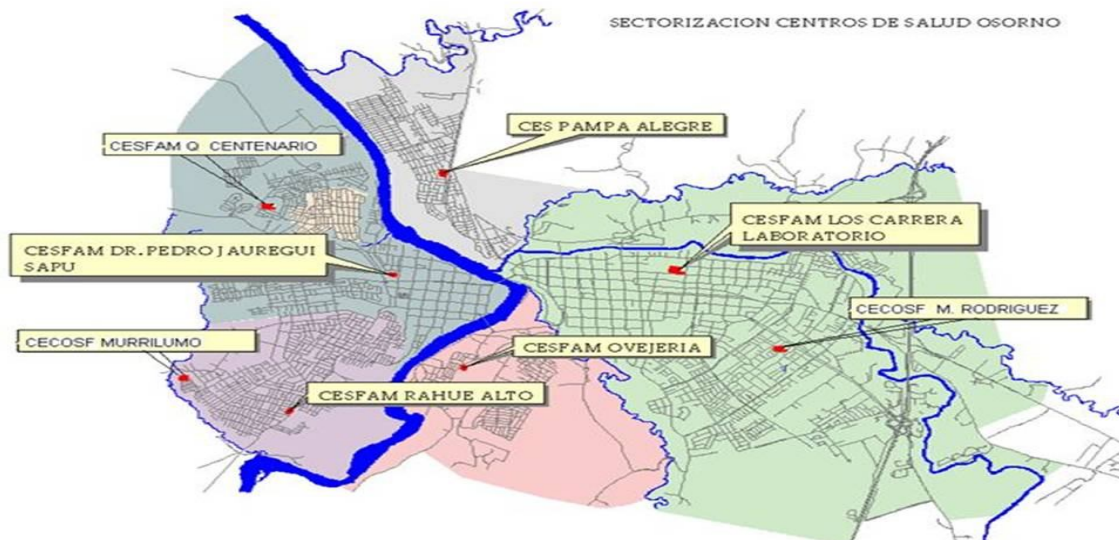 SECTORIZACION CENTROS DE SALUD OSORNO
CES PAMPA ALEGRE
CESFAM Q CENTENARIO
CESFAM LOS CARRERA
LABORATORIO
CESFAM DR. PEDRO JAUREGUI
SAPU
CECOSF M. RODRIGUEZ
CECOSF MURRILUMO
CESFAM OVEJERIA
CESFAM RAHUE ALTO